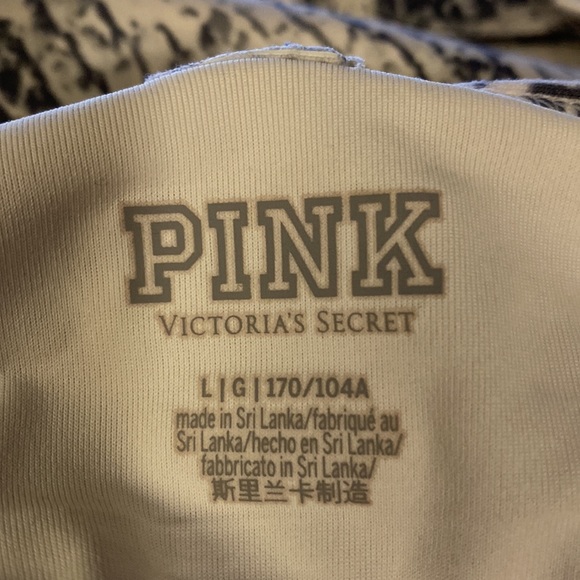 PINK
VICTORIA'S SECRET
L | G | 170/104A
made in Sri Lanka/fabriqué au
Sri Lanka/hecho en Sri Lanka/
fabbricato in Sri Lanka/
斯里兰卡制造